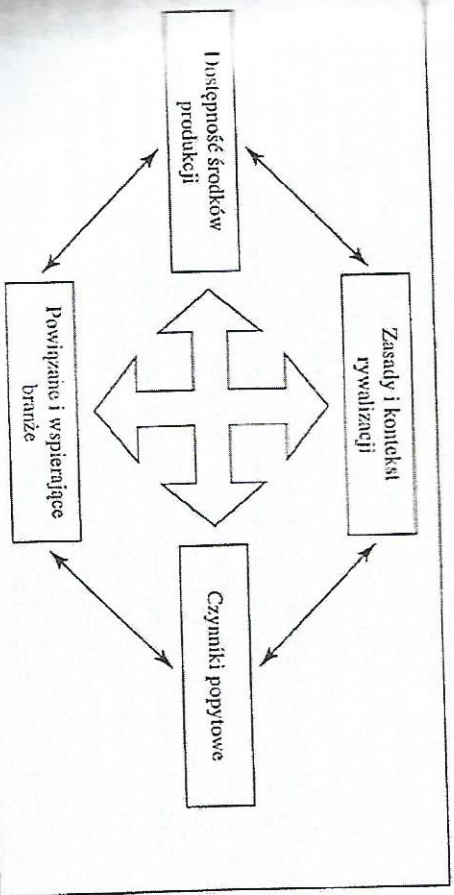 Zasady i kontekst
rywalizacji
Dostępność środków
produkcji
Czynniki popytowe
Powiązane i wspierające
branże